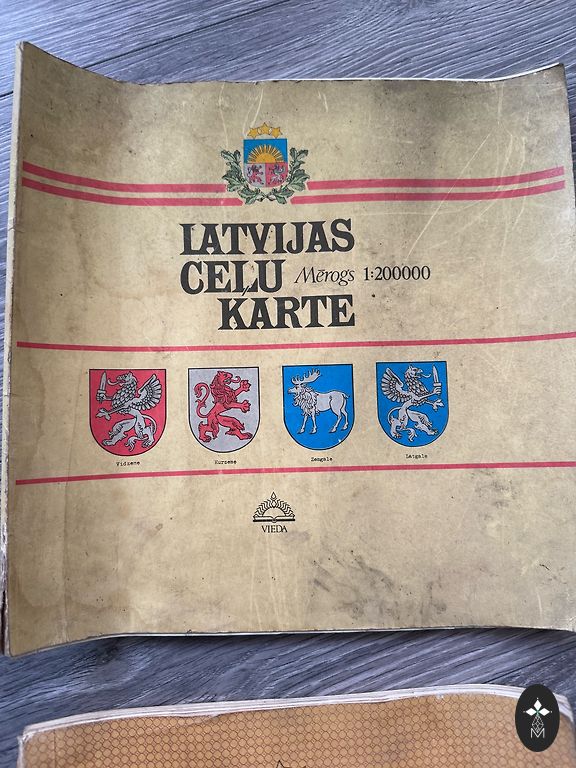 LATVIJAS
CEĻU Mērogs 1:200000
KARTE
Vidzeme Kurzeme Zemgale Latgale
VIEDA
M